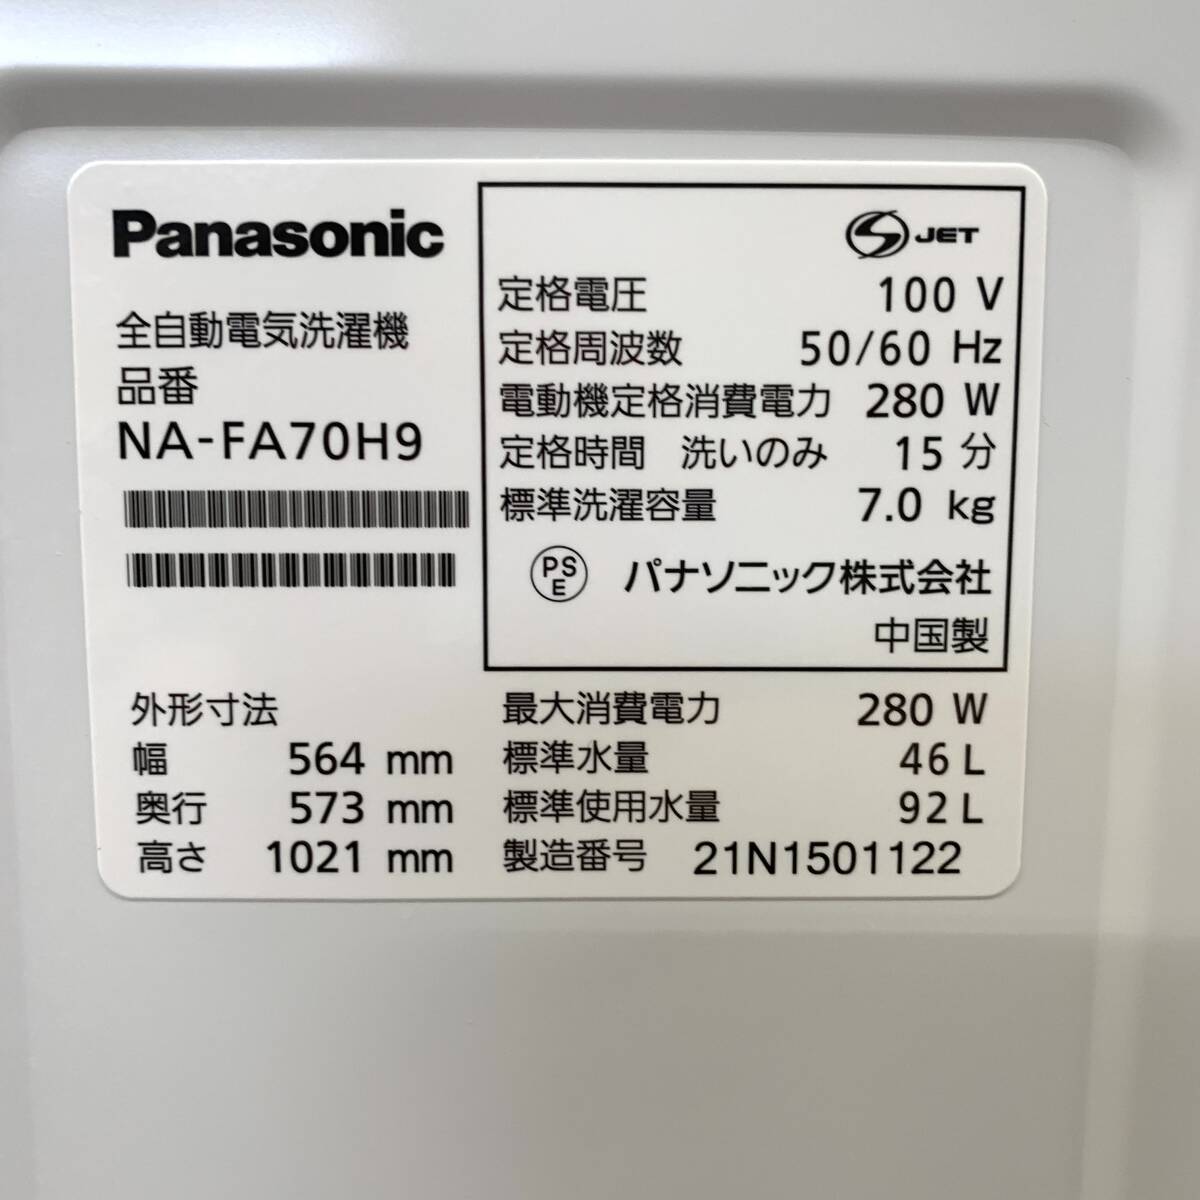 Panasonic
全自動電気洗濯機
品番
NA-FA70H9
JET
定格電圧 100 V
定格周波数 50/60 Hz
電動機定格消費電力 280 W
定格時間 洗いのみ 15 分
標準洗濯容量 7.0 kg
PS
E
パナソニック株式会社
中国製
外形寸法
幅 564 mm
奥行 573 mm
高さ 1021 mm
最大消費電力 280 W
標準水量 46 L
標準使用水量 92 L
製造番号 21N1501122